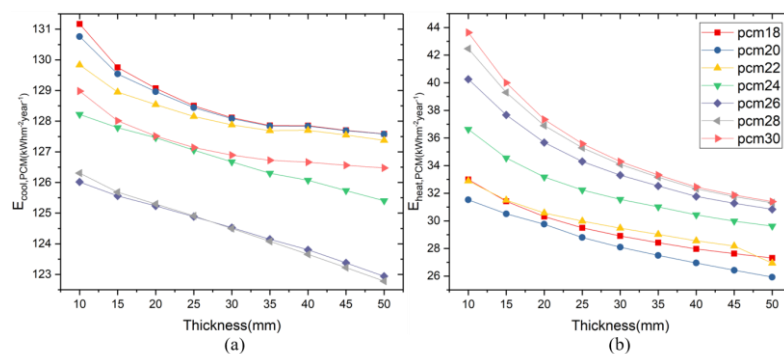 131
130
129
128
127
126
125
124
123
E_cool,PCM(kWhm⁻²year⁻¹)
10 15 20 25 30 35 40 45 50
Thickness(mm)
(a)
44
42
40
38
36
34
32
30
28
26
E_heat,PCM(kWhm⁻²year⁻¹)
10 15 20 25 30 35 40 45 50
Thickness(mm)
(b)
pcm18
pcm20
pcm22
pcm24
pcm26
pcm28
pcm30